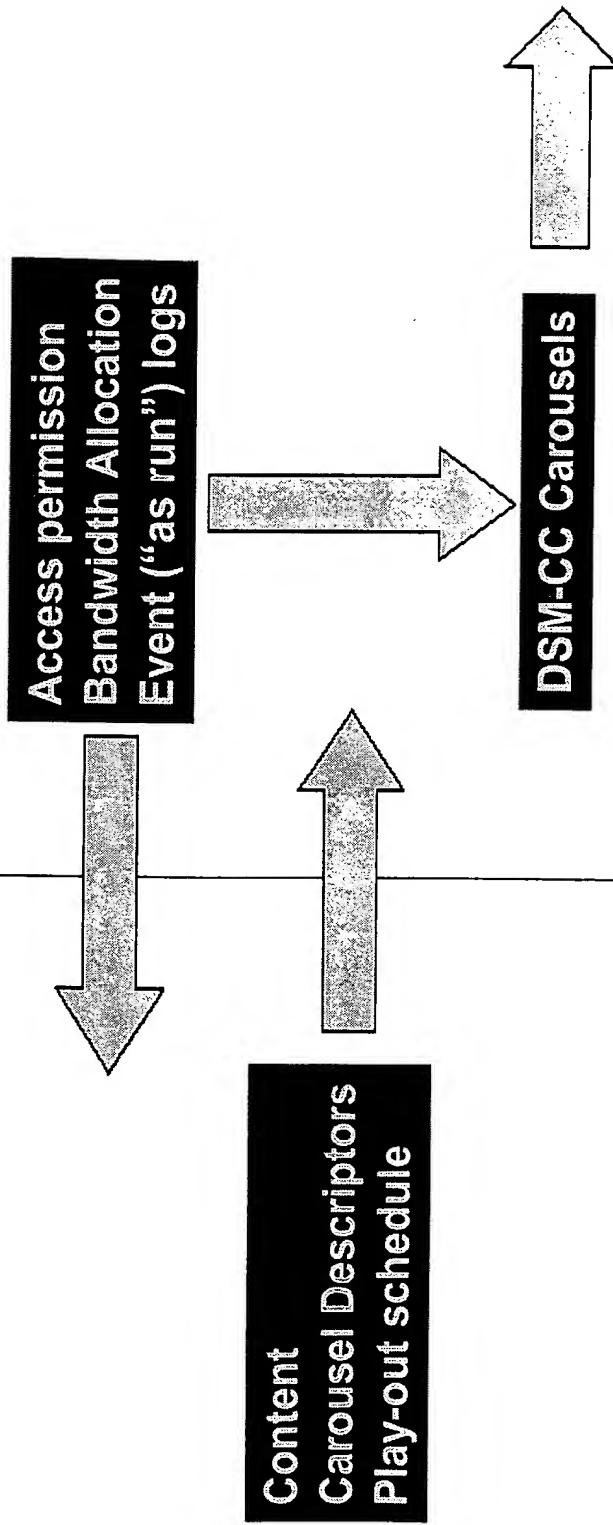 Access permission
Bandwidth Allocation
Event (“as run”) logs
Content
Carousel Descriptors
Play-out schedule
DSM-CC Carousels